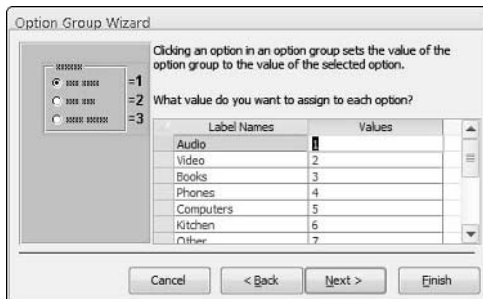 Option Group Wizard
Clicking an option in an option group sets the value of the
option group to the value of the selected option.
What value do you want to assign to each option?
=1
=2
=3
Label Names Values
Audio 1
Video 2
Books 3
Phones 4
Computers 5
Kitchen 6
Other 7
Cancel < Back Next > Finish